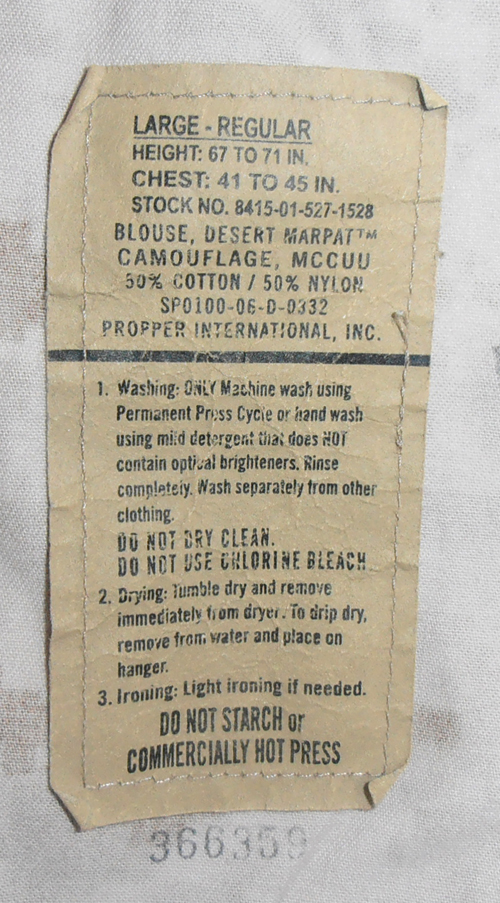 LARGE - REGULAR
HEIGHT: 67 TO 71 IN.
CHEST: 41 TO 45 IN.
STOCK NO. 8415-01-527-1528
BLOUSE, DESERT MARPAT™
CAMOUFLAGE, MCCUU
50% COTTON / 50% NYLON
SP0100-06-D-0332
PROPPER INTERNATIONAL, INC.
1. Washing: ONLY Machine wash using
Permanent Press Cycle or hand wash
using mild detergent that does NOT
contain optical brighteners. Rinse
completely. Wash separately from other
clothing.
DO NOT DRY CLEAN.
DO NOT USE CHLORINE BLEACH
2. Drying: Tumble dry and remove
immediately from dryer. To drip dry,
remove from water and place on
hanger.
3. Ironing: Light ironing if needed.
DO NOT STARCH or
COMMERCIALLY HOT PRESS
366359